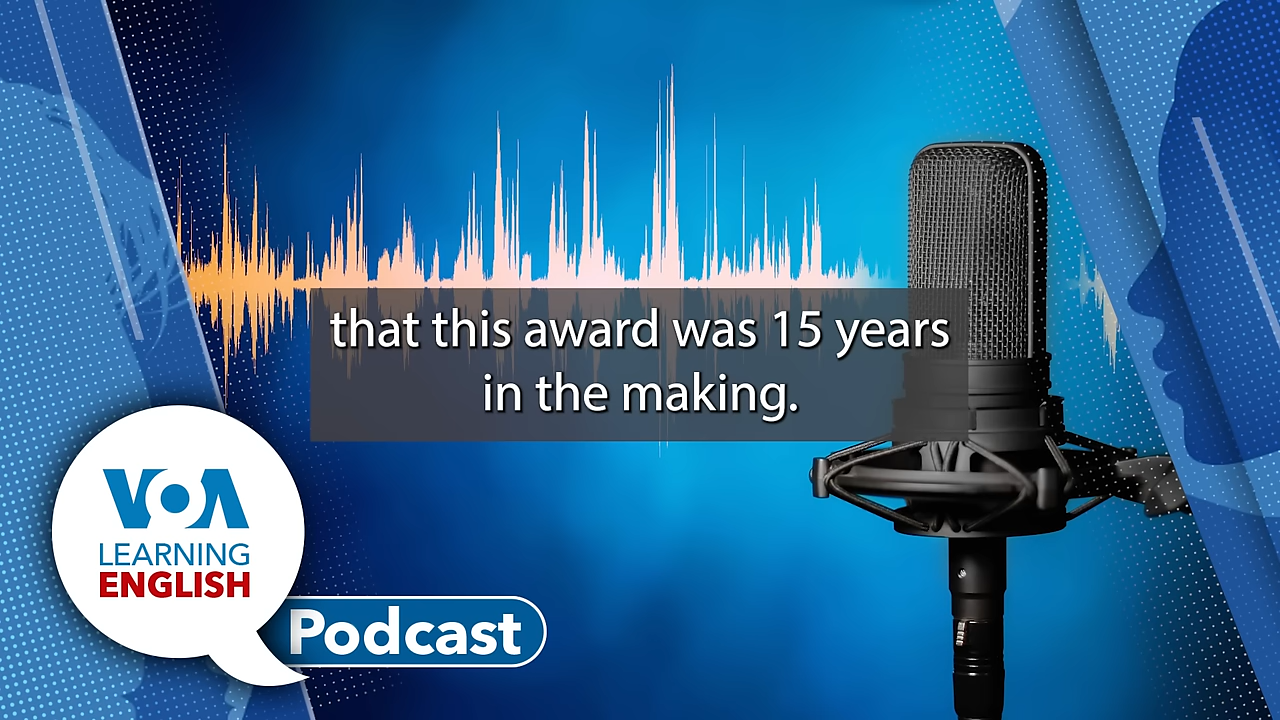 that this award was 15 years
in the making.
VOA
LEARNING
ENGLISH
Podcast